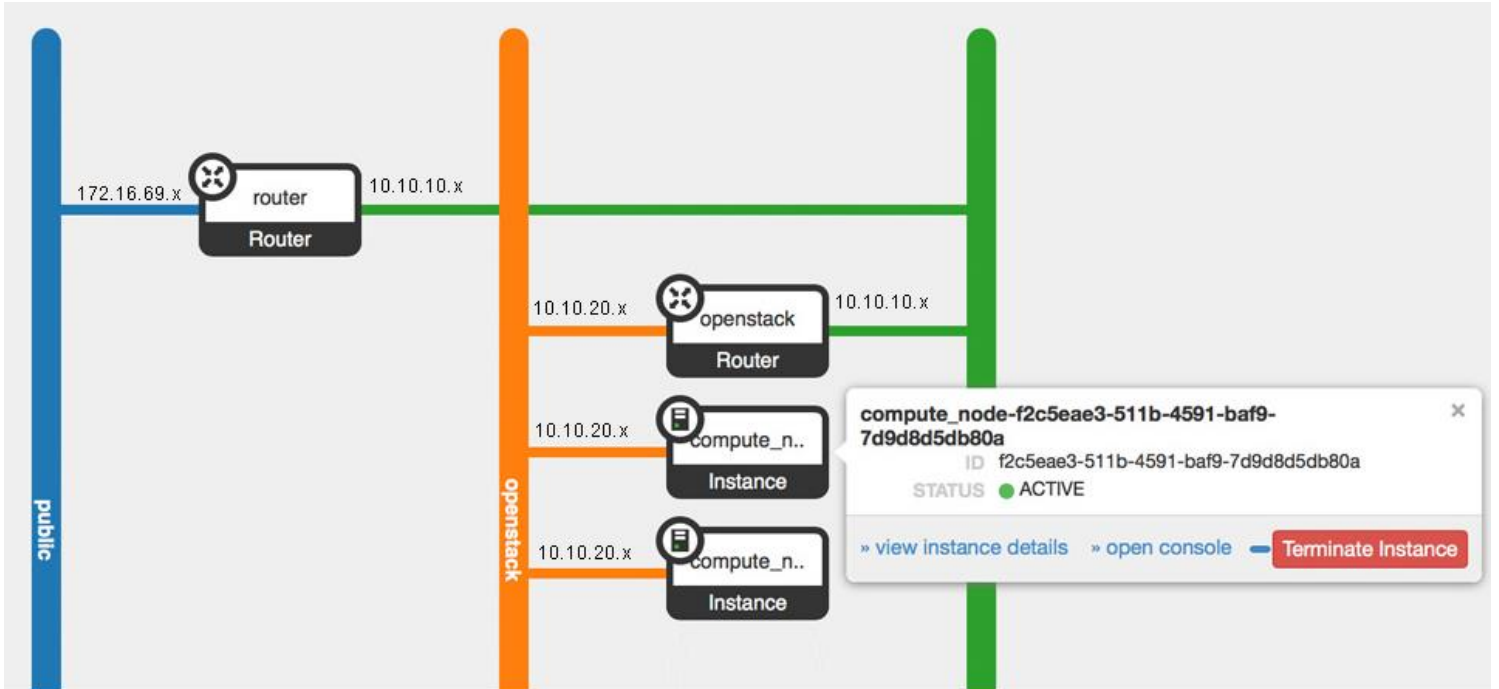 172.16.69.x
router
Router
10.10.10.x
10.10.20.x
openstack
Router
10.10.10.x
10.10.20.x
compute_n..
Instance
10.10.20.x
compute_n..
Instance
public
openstack
compute_node-f2c5eae3-511b-4591-baf9-
7d9d8d5db80a
×
ID f2c5eae3-511b-4591-baf9-7d9d8d5db80a
STATUS ACTIVE
» view instance details » open console Terminate Instance